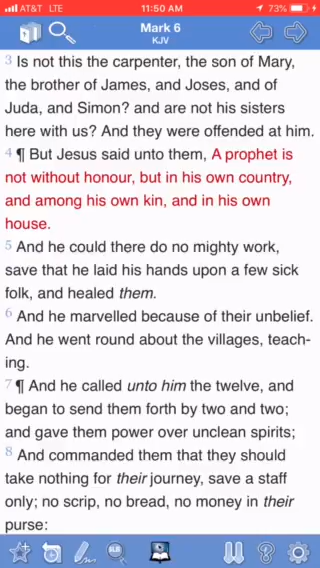 AT&T LTE 11:50 AM 73%
Mark 6
KJV
3 Is not this the carpenter, the son of Mary,
the brother of James, and Joses, and of
Juda, and Simon? and are not his sisters
here with us? And they were offended at him.
4 ¶ But Jesus said unto them, A prophet is
not without honour, but in his own country,
and among his own kin, and in his own
house.
5 And he could there do no mighty work,
save that he laid his hands upon a few sick
folk, and healed them.
6 And he marvelled because of their unbelief.
And he went round about the villages, teach-
ing.
7 ¶ And he called unto him the twelve, and
began to send them forth by two and two;
and gave them power over unclean spirits;
8 And commanded them that they should
take nothing for their journey, save a staff
only; no scrip, no bread, no money in their
purse: